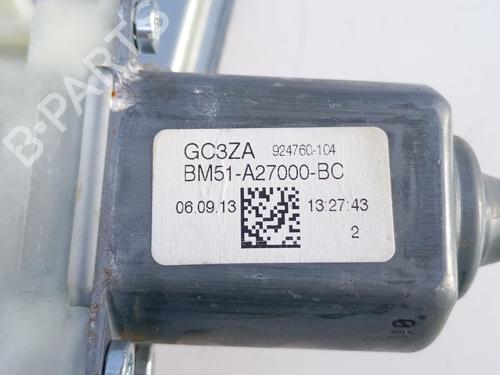 B-PARTS
GC3ZA 924760-104
BM51-A27000-BC
06.09.13 13:27:43
2